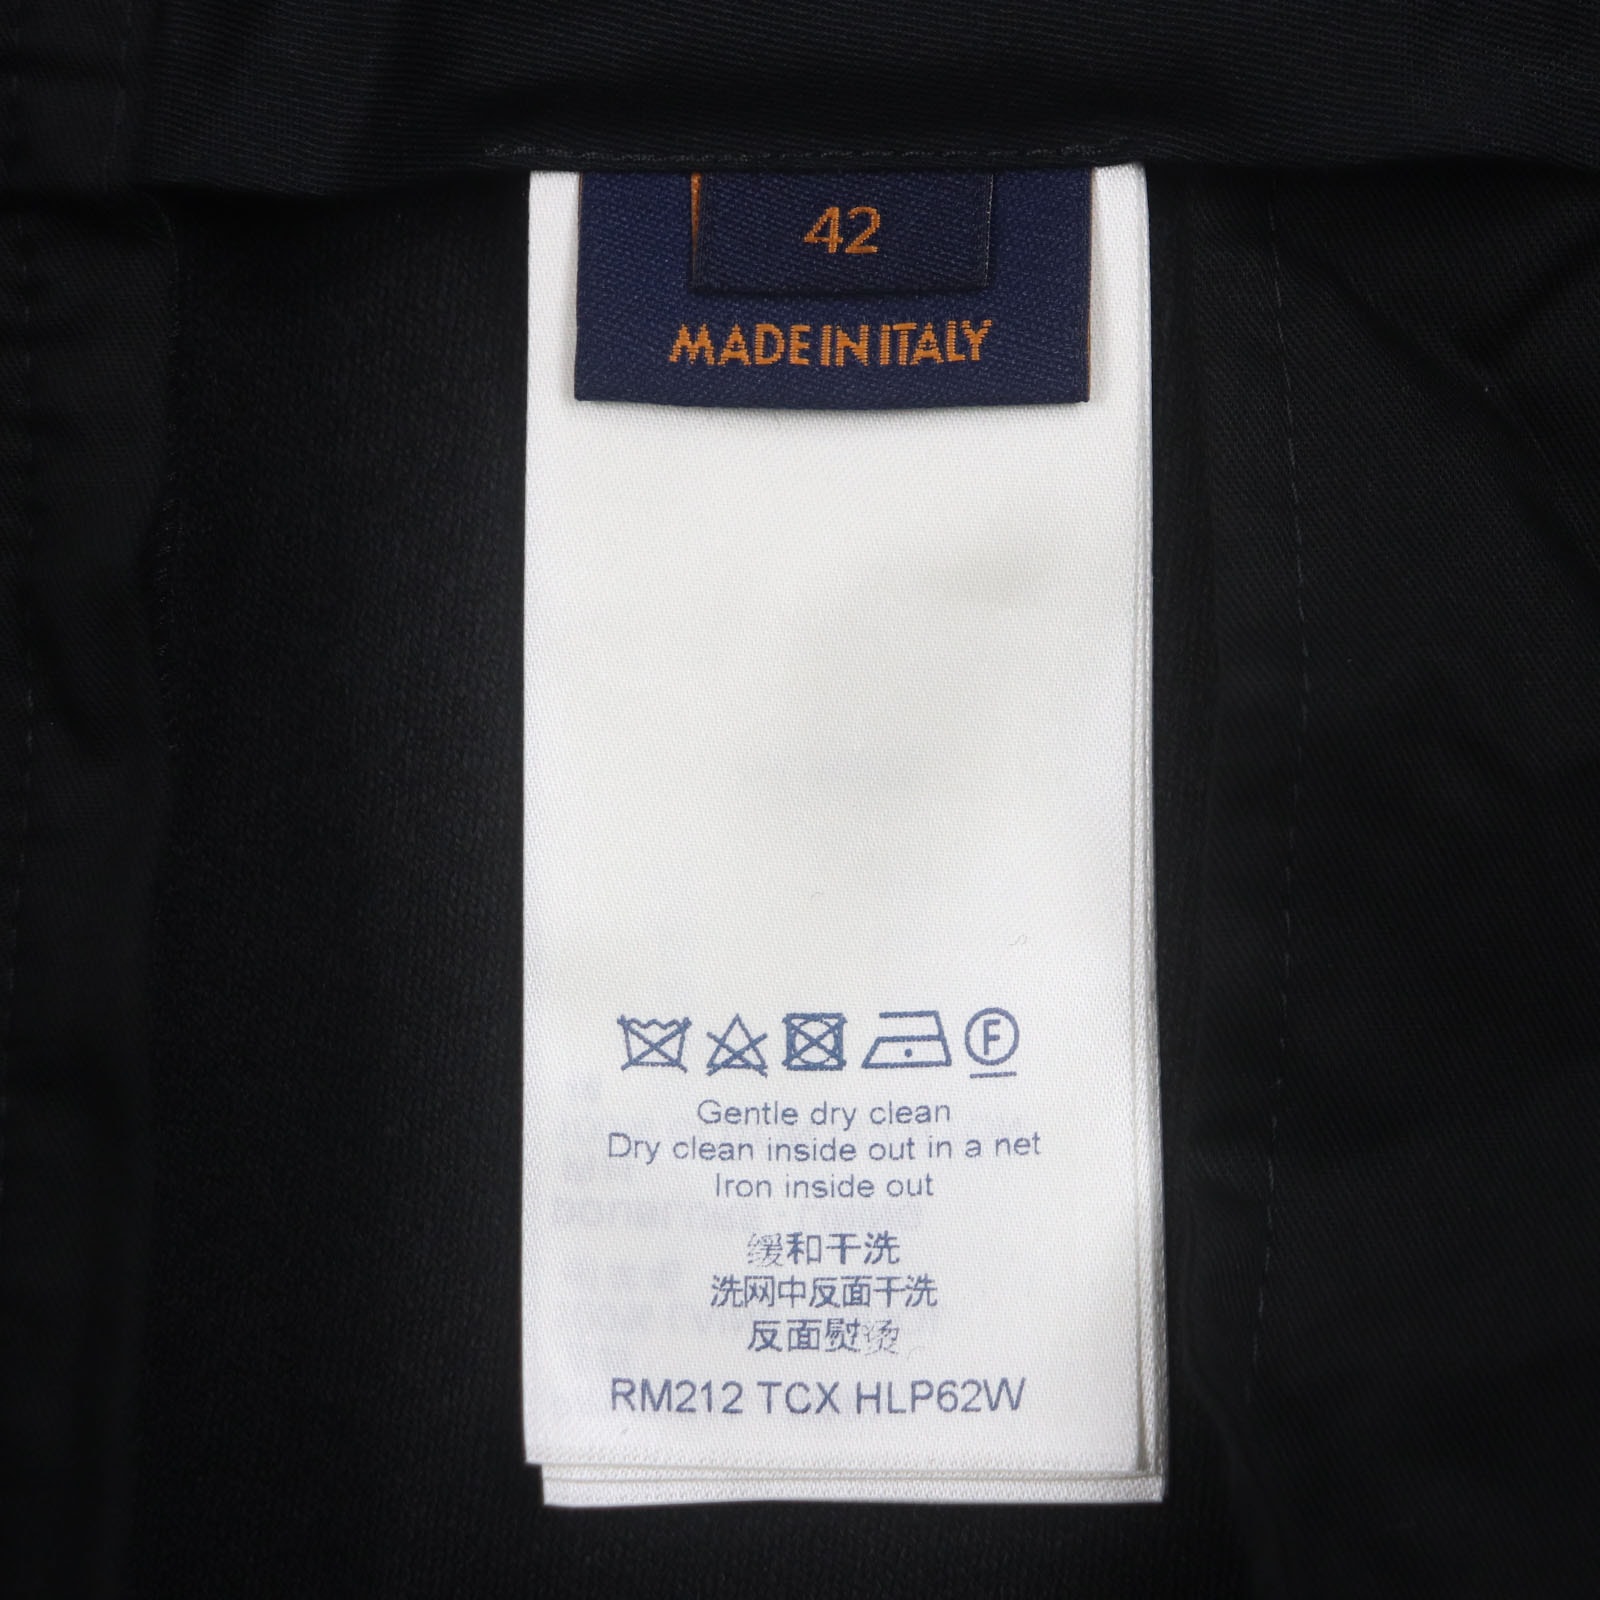 42
MADE IN ITALY
F
Gentle dry clean
Dry clean inside out in a net
Iron inside out
缓和干洗
洗网中反面干洗
反面熨烫
RM212 TCX HLP62W